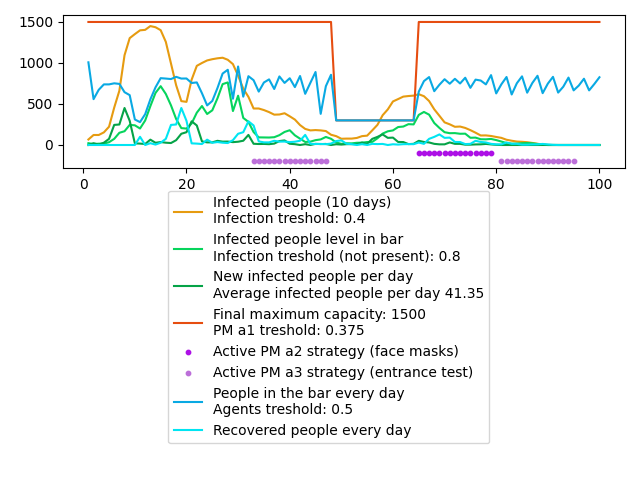 1500
1000
500
0
0 20 40 60 80 100
Infected people (10 days)
Infection treshold: 0.4
Infected people level in bar
Infection treshold (not present): 0.8
New infected people per day
Average infected people per day 41.35
Final maximum capacity: 1500
PM a1 treshold: 0.375
Active PM a2 strategy (face masks)
Active PM a3 strategy (entrance test)
People in the bar every day
Agents treshold: 0.5
Recovered people every day